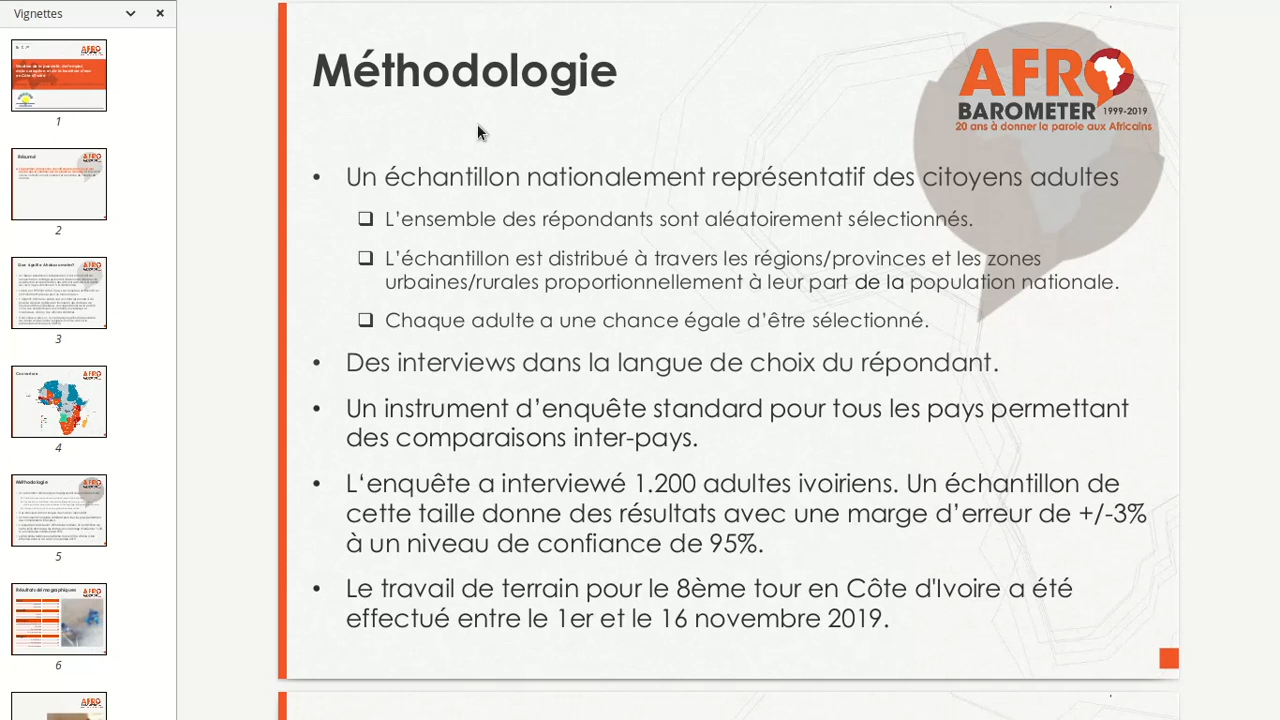 Vignettes
1
2
3
4
5
6
Méthodologie
AFRO
BAROMETER 1999-2019
20 ans à donner la parole aux Africains
• Un échantillon nationalement représentatif des citoyens adultes
❑ L’ensemble des répondants sont aléatoirement sélectionnés.
❑ L’échantillon est distribué à travers les régions/provinces et les zones
urbaines/rurales proportionnellement à leur part de la population nationale.
❑ Chaque adulte a une chance égale d’être sélectionné.
• Des interviews dans la langue de choix du répondant.
• Un instrument d’enquête standard pour tous les pays permettant
des comparaisons inter-pays.
• L‘enquête a interviewé 1.200 adultes ivoiriens. Un échantillon de
cette taille donne des résultats avec une marge d’erreur de +/-3%
à un niveau de confiance de 95%.
• Le travail de terrain pour le 8ème tour en Côte d'Ivoire a été
effectué entre le 1er et le 16 novembre 2019.